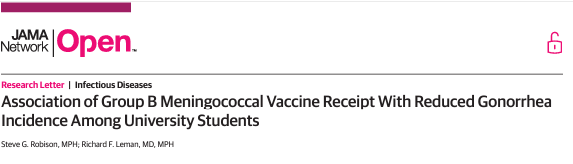 JAMA
Network Open™
Research Letter | Infectious Diseases
Association of Group B Meningococcal Vaccine Receipt With Reduced Gonorrhea
Incidence Among University Students
Steve G. Robison, MPH; Richard F. Leman, MD, MPH